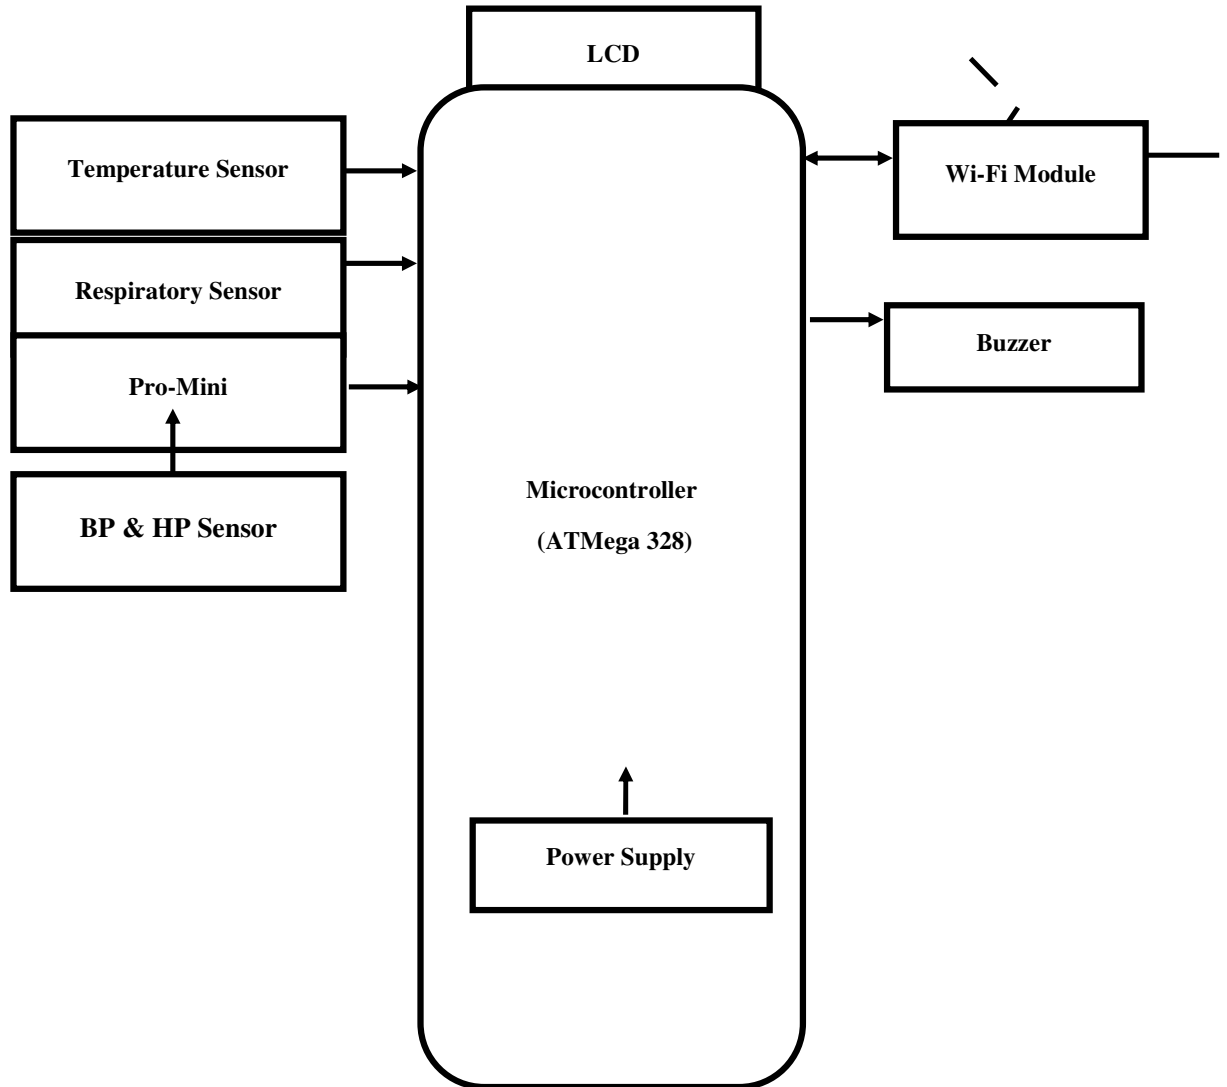 LCD
Temperature Sensor
Wi-Fi Module
Respiratory Sensor
Buzzer
Pro-Mini
BP & HP Sensor
Microcontroller
(ATMega 328)
Power Supply